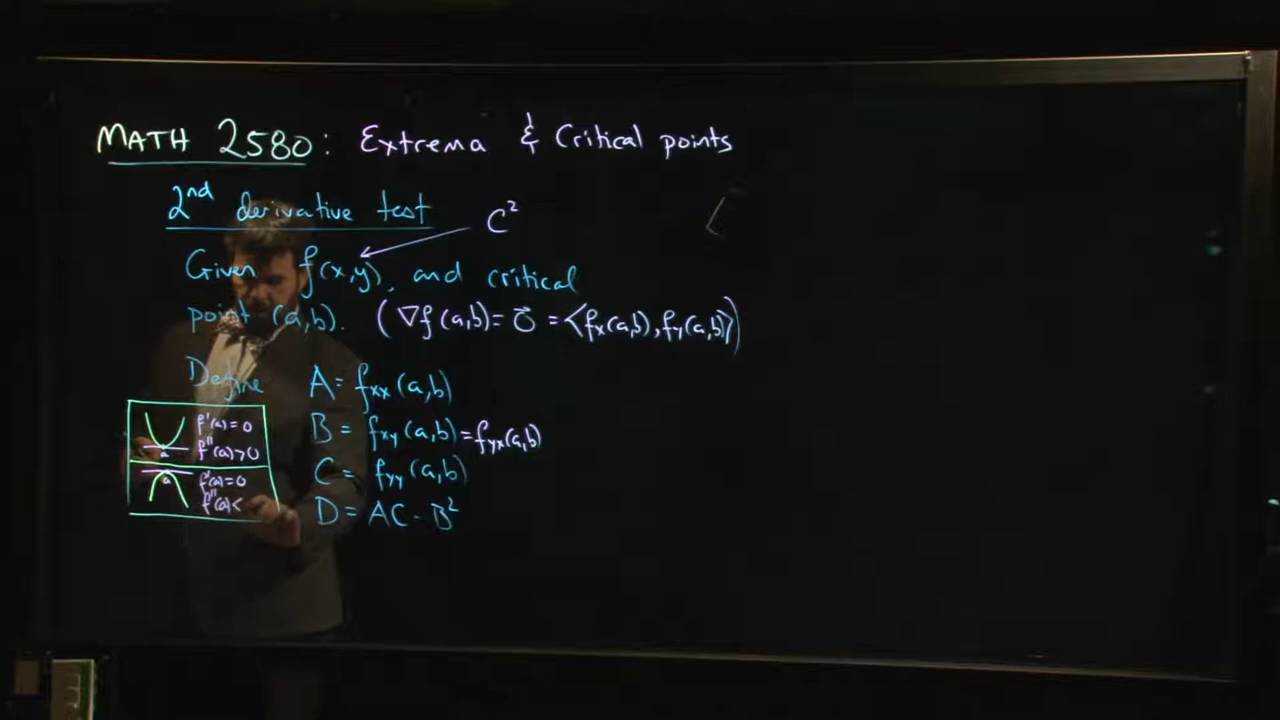 MATH 2580: Extrema & Critical points
2nd derivative test
C²
Given f(x,y), and critical
point (a,b). (∇f(a,b) = 0⃗ = <fx(a,b), fy(a,b)>)
Define A = fxx(a,b)
B = fxy(a,b) = fyx(a,b)
C = fyy(a,b)
D = AC - B²
a
f'(a) = 0
f''(a) > 0
a
f'(a) = 0
f''(a) <